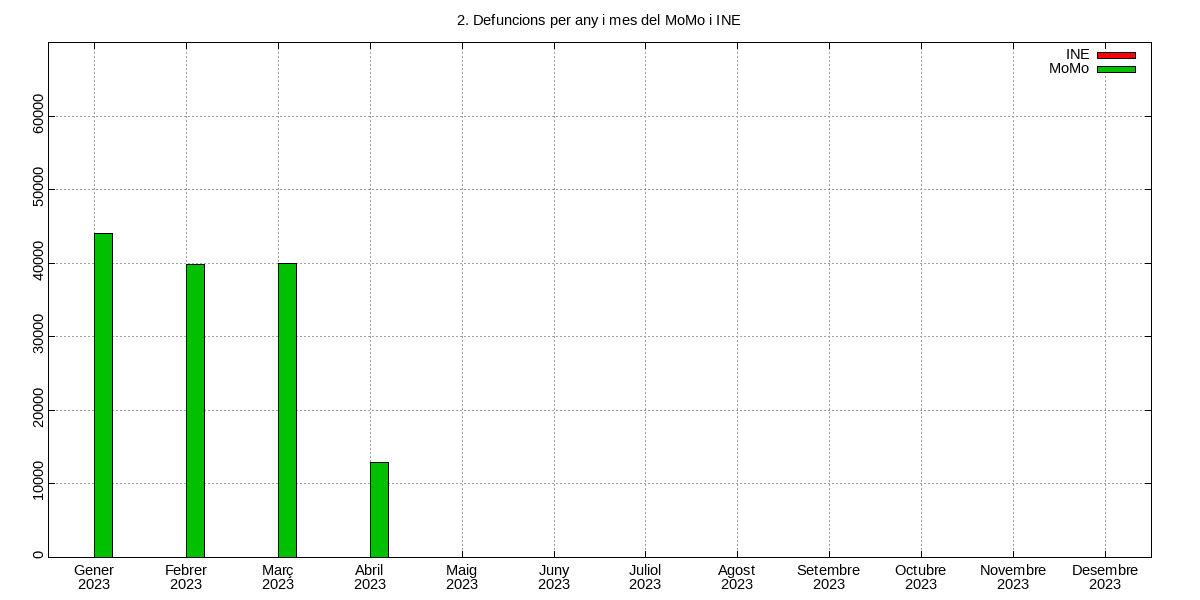 2. Defuncions per any i mes del MoMo i INE
INE
MoMo
60000
50000
40000
30000
20000
10000
0
Gener Febrer Març Abril Maig Juny Juliol Agost Setembre Octubre Novembre Desembre
2023 2023 2023 2023 2023 2023 2023 2023 2023 2023 2023 2023